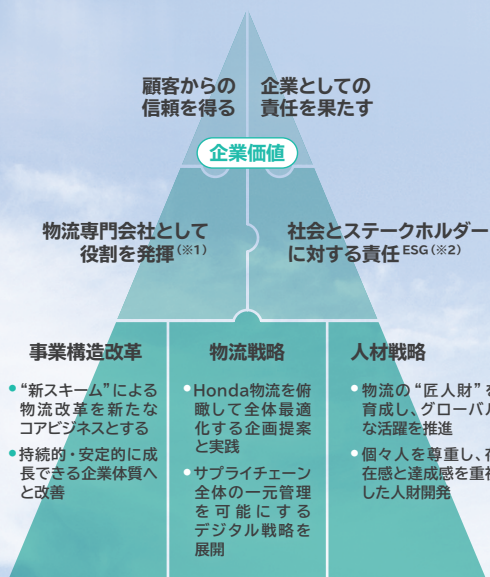 顧客からの
信頼を得る
企業としての
責任を果たす
企業価値
物流専門会社として
役割を発揮(※1)
社会とステークホルダー
に対する責任ESG(※2)
事業構造改革
●“新スキーム”による
物流改革を新たな
コアビジネスとする
●持続的・安定的に成
長できる企業体質へ
と改善
物流戦略
●Honda物流を俯
瞰して全体最適
化する企画提案
と実践
●サプライチェーン
全体の一元管理
を可能にする
デジタル戦略を
展開
人材戦略
●物流の“匠人財”を
育成し、グローバル
な活躍を推進
●個々人を尊重し、存
在感と達成感を重視
した人財開発